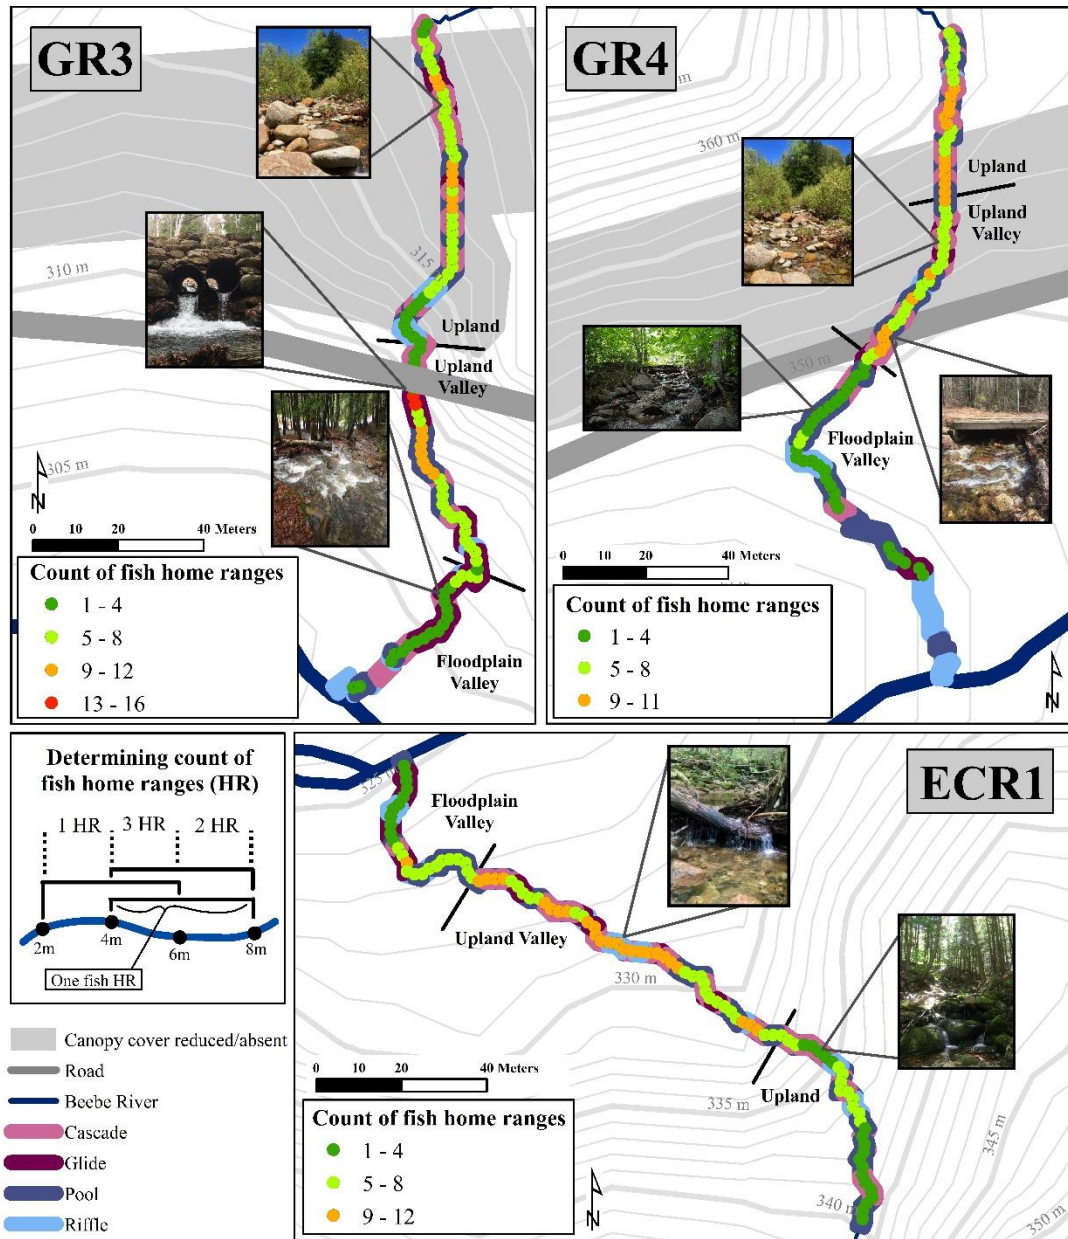 GR3
310 m
315
Upland
Upland
Valley
305 m
N
0 10 20 40 Meters
Count of fish home ranges
1 - 4
5 - 8
9 - 12
13 - 16
Floodplain
Valley
GR4
m
360 m
Upland
Upland
Valley
350 m
Floodplain
Valley
0 10 20 40 Meters
Count of fish home ranges
1 - 4
5 - 8
9 - 11
N
Determining count of
fish home ranges (HR)
1 HR 3 HR 2 HR
2m 4m 6m 8m
One fish HR
Canopy cover reduced/absent
Road
Beebe River
Cascade
Glide
Pool
Riffle
ECR1
325 m
Floodplain
Valley
Upland Valley
330 m
Upland
335 m
345 m
340 m
350 m
0 10 20 40 Meters
Count of fish home ranges
1 - 4
5 - 8
9 - 12
N